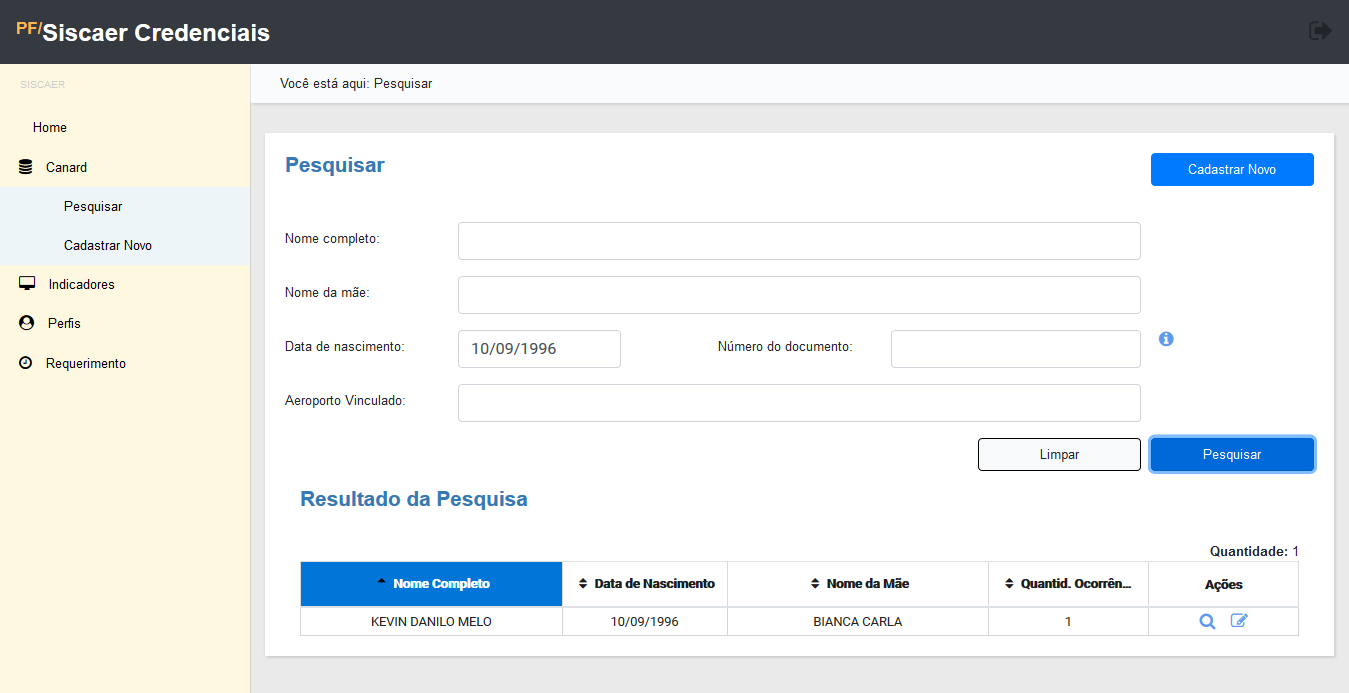 PF/Siscaer Credenciais
SISCAER
Você está aqui: Pesquisar
Home
Canard
Pesquisar
Cadastrar Novo
Indicadores
Perfis
Requerimento
Pesquisar
Cadastrar Novo
Nome completo:
Nome da mãe:
Data de nascimento: 10/09/1996 Número do documento:
Aeroporto Vinculado:
Limpar Pesquisar
Resultado da Pesquisa
Quantidade: 1
Nome Completo Data de Nascimento Nome da Mãe Quantid. Ocorrên... Ações
KEVIN DANILO MELO 10/09/1996 BIANCA CARLA 1